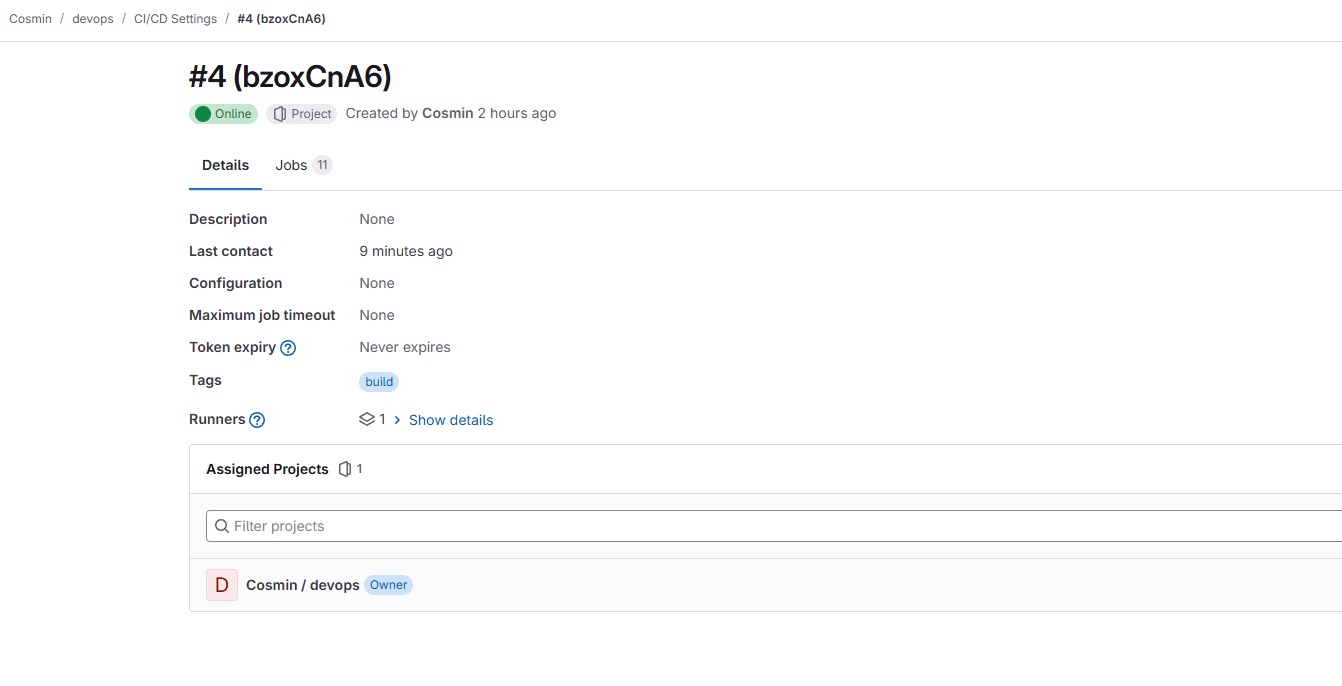 Cosmin / devops / CI/CD Settings / #4 (bzoxCnA6)
#4 (bzoxCnA6)
Online Project Created by Cosmin 2 hours ago
Details Jobs 11
Description None
Last contact 9 minutes ago
Configuration None
Maximum job timeout None
Token expiry ? Never expires
Tags build
Runners ? 1 > Show details
Assigned Projects 1
Filter projects
D Cosmin / devops Owner